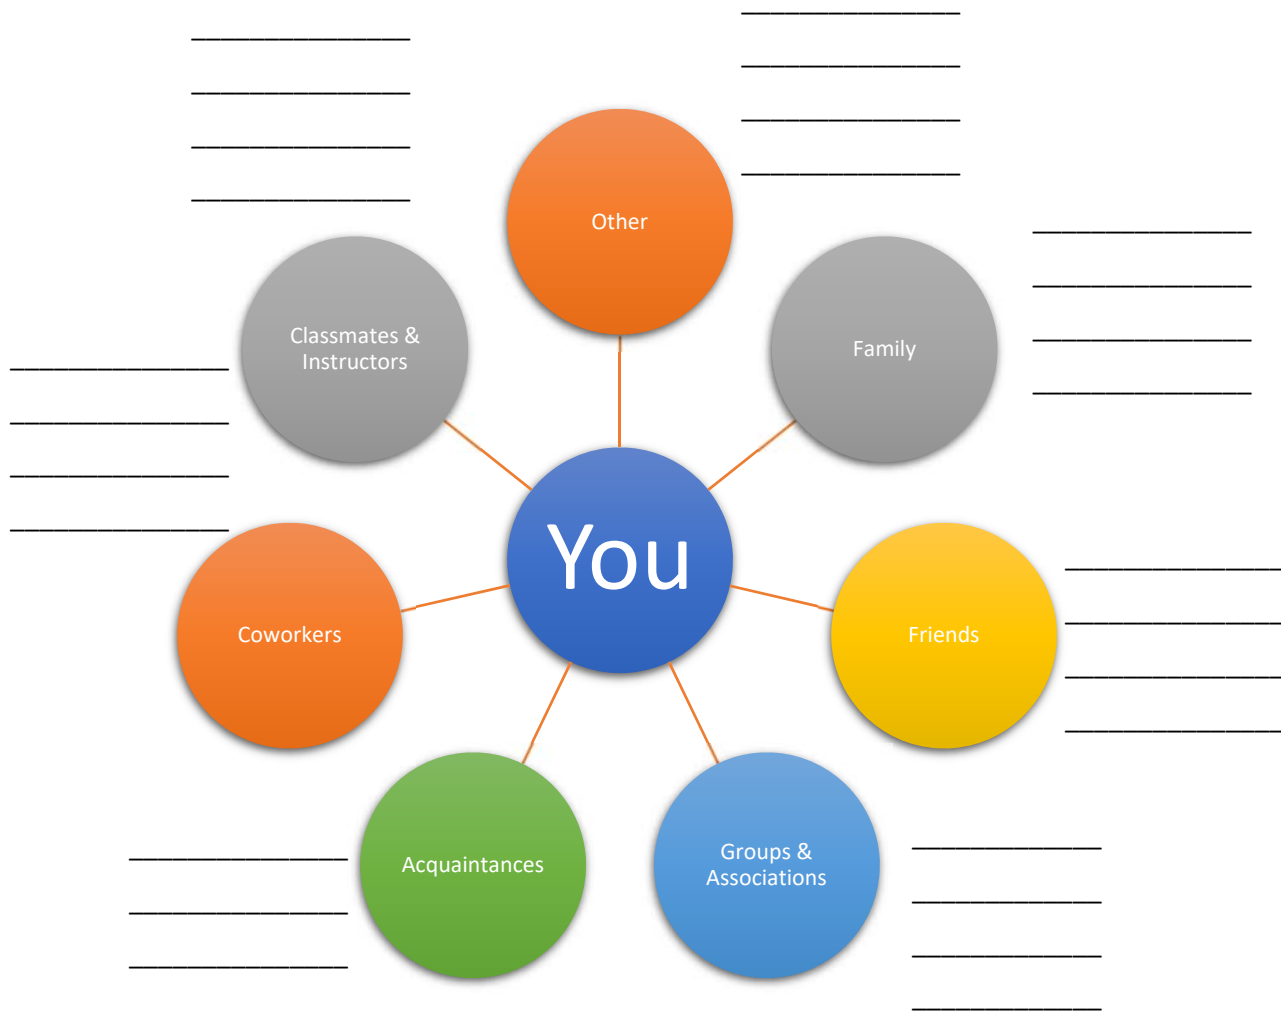 Other
Classmates &
Instructors
Family
You
Coworkers
Friends
Acquaintances
Groups &
Associations